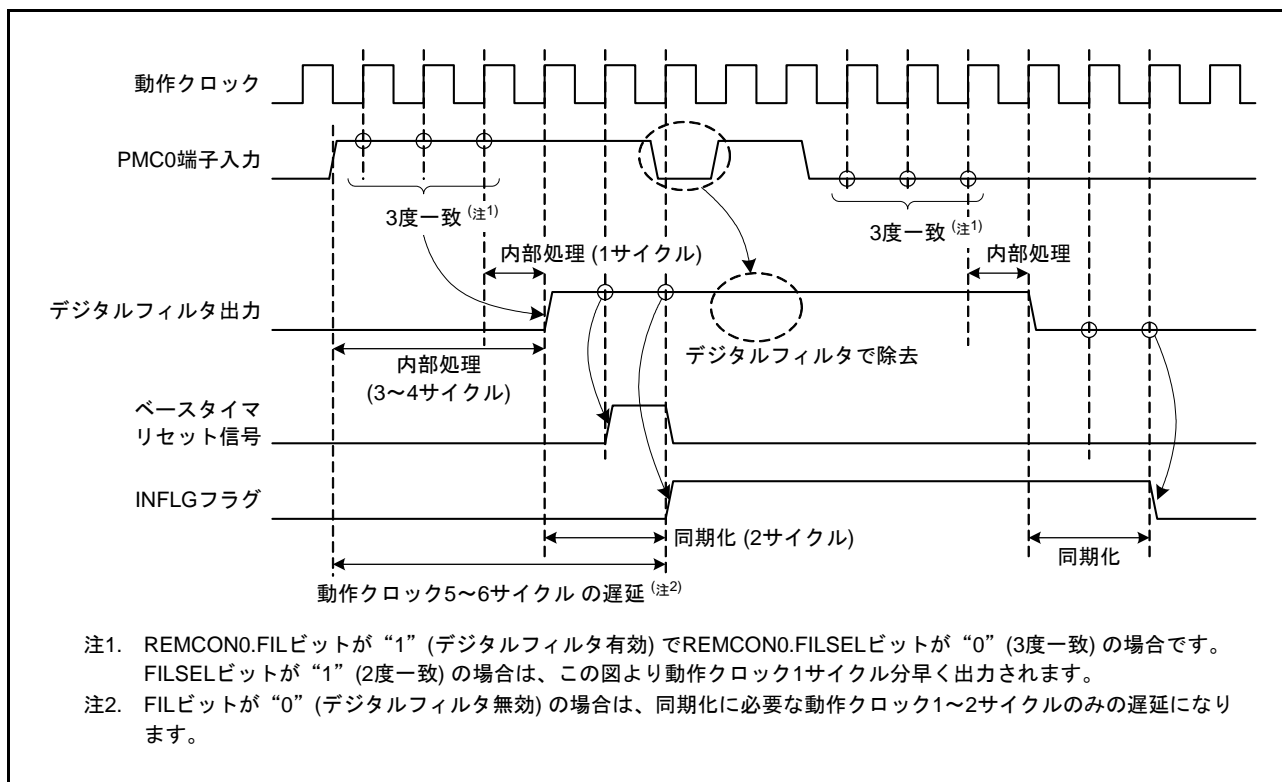 動作クロック
PMC0端子入力
3度一致 (注1)
3度一致 (注1)
内部処理 (1サイクル)
内部処理
デジタルフィルタ出力
デジタルフィルタで除去
内部処理
(3～4サイクル)
ベースタイマ
リセット信号
INFLGフラグ
同期化 (2サイクル)
同期化
動作クロック5～6サイクル の遅延 (注2)
注1. REMCON0.FILビットが“1” (デジタルフィルタ有効) でREMCON0.FILSELビットが“0” (3度一致) の場合です。
FILSELビットが“1” (2度一致) の場合は、この図より動作クロック1サイクル分早く出力されます。
注2. FILビットが“0” (デジタルフィルタ無効) の場合は、同期化に必要な動作クロック1～2サイクルのみの遅延になり
ます。